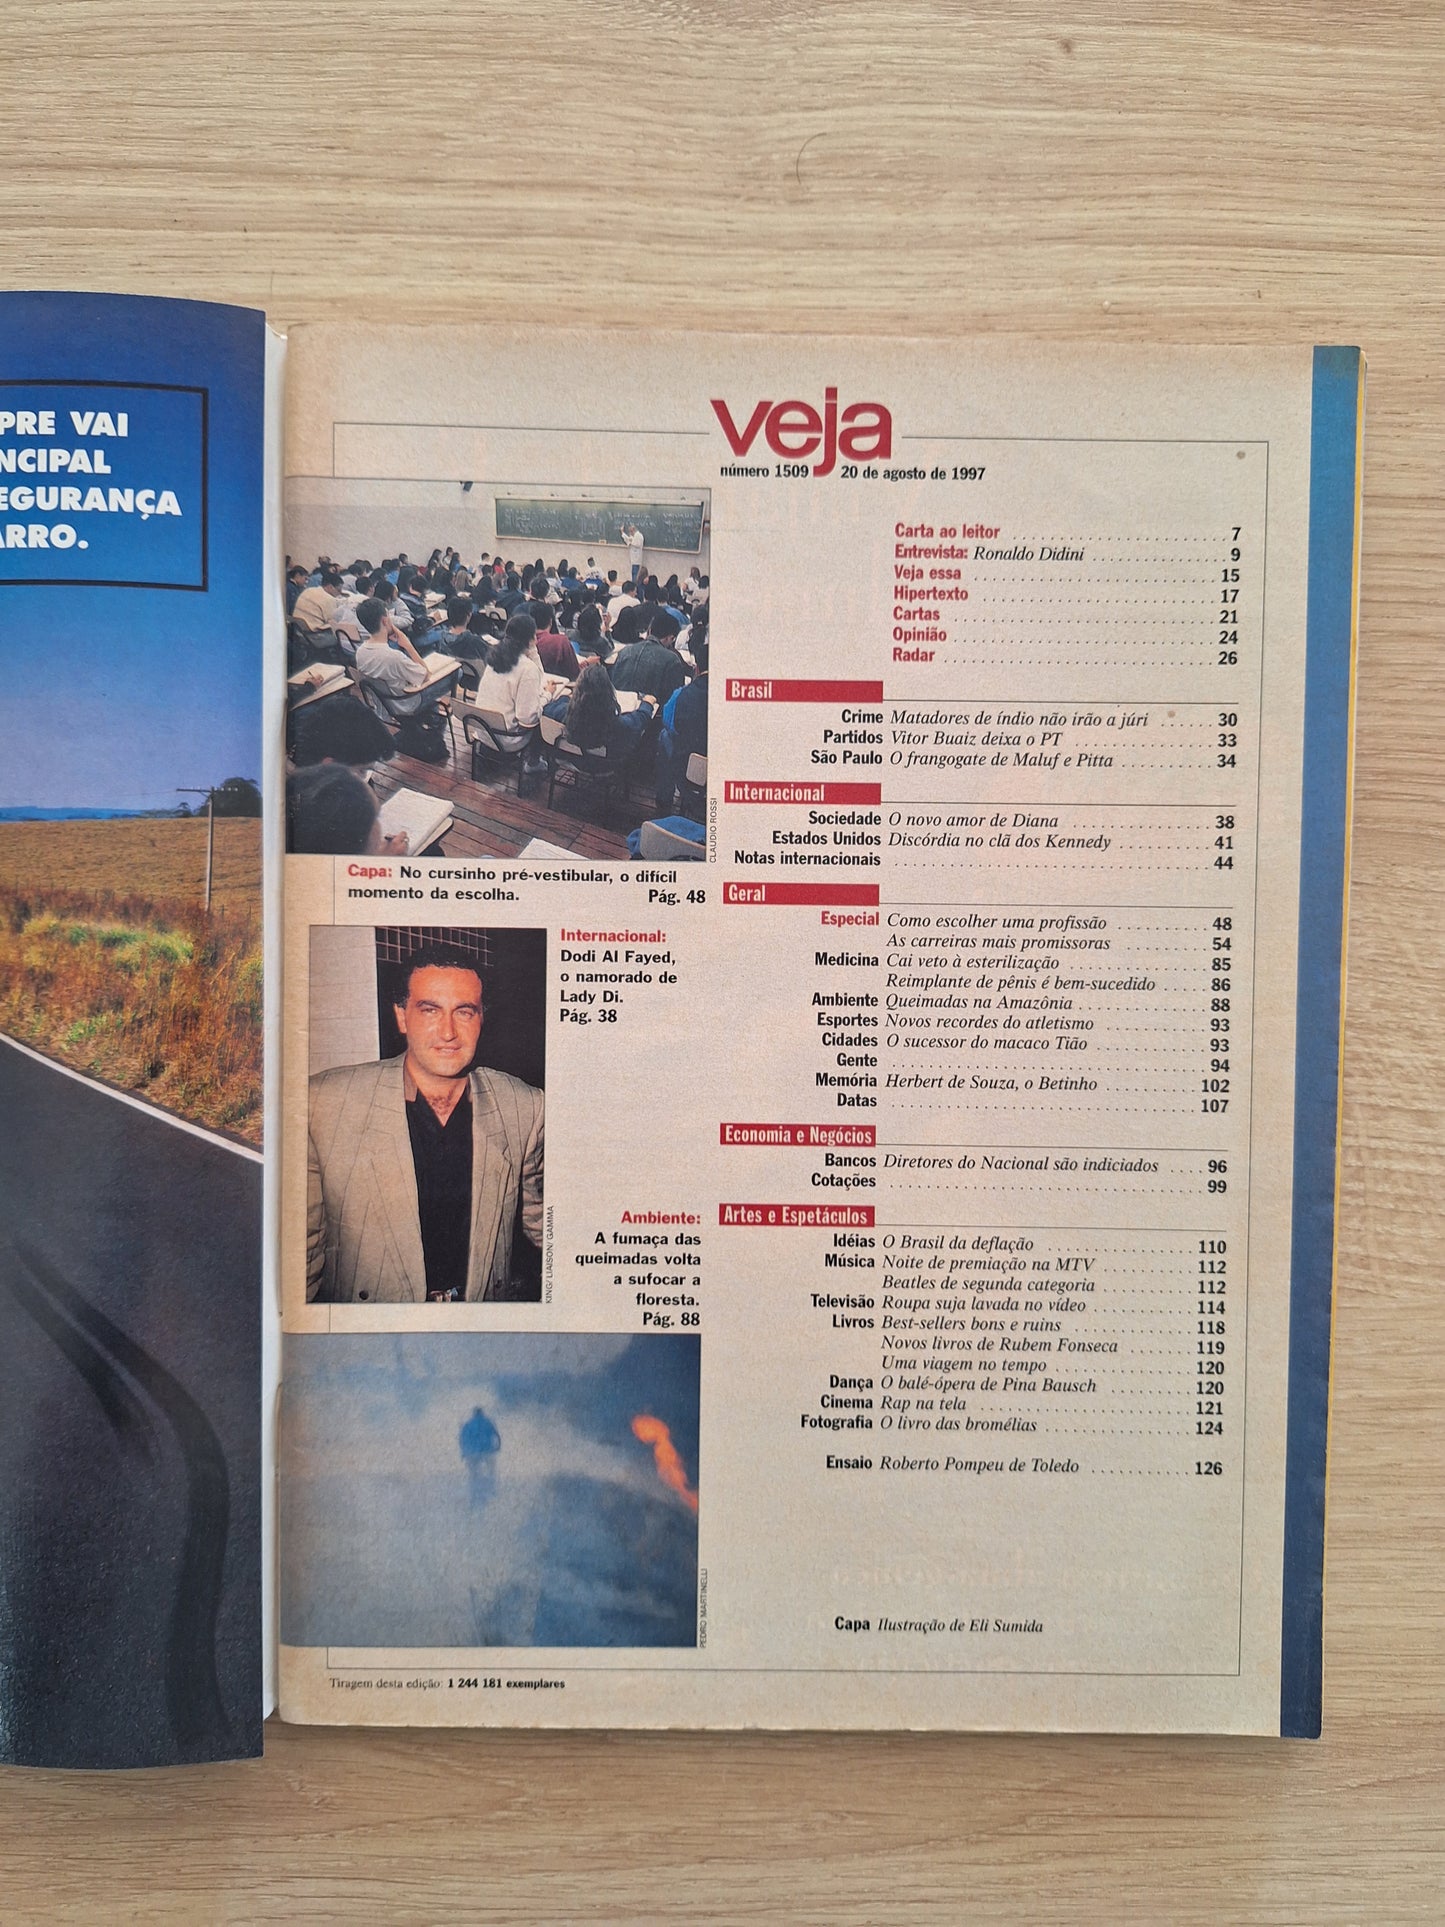 PRE VAI
NCIPAL
EGURANÇA
ARRO.
veja
número 1509 20 de agosto de 1997
Carta ao leitor 7
Entrevista: Ronaldo Didini 9
Veja essa 15
Hipertexto 17
Cartas 21
Opinião 24
Radar 26
Brasil
Crime Matadores de índio não irão a júri 30
Partidos Vitor Buaiz deixa o PT 33
São Paulo O frangogate de Maluf e Pitta 34
Internacional
Sociedade O novo amor de Diana 38
Estados Unidos Discórdia no clã dos Kennedy 41
Notas internacionais 44
Geral
Especial Como escolher uma profissão 48
As carreiras mais promissoras 54
Medicina Cai veto à esterilização 85
Reimplante de pênis é bem-sucedido 86
Ambiente Queimadas na Amazônia 88
Esportes Novos recordes do atletismo 93
Cidades O sucessor do macaco Tião 93
Gente 94
Memória Herbert de Souza, o Betinho 102
Datas 107
Economia e Negócios
Bancos Diretores do Nacional são indiciados 96
Cotações 99
Artes e Espetáculos
Idéias O Brasil da deflação 110
Música Noite de premiação na MTV 112
Beatles de segunda categoria 112
Televisão Roupa suja lavada no vídeo 114
Livros Best-sellers bons e ruins 118
Novos livros de Rubem Fonseca 119
Uma viagem no tempo 120
Dança O balé-ópera de Pina Bausch 120
Cinema Rap na tela 121
Fotografia O livro das bromélias 124
Ensaio Roberto Pompeu de Toledo 126
Capa Ilustração de Eli Sumida
CLAUDIO ROSSI
Capa: No cursinho pré-vestibular, o difícil
momento da escolha. Pág. 48
Internacional:
Dodi Al Fayed,
o namorado de
Lady Di.
Pág. 38
KING/ LIAISON/ GAMMA
Ambiente:
A fumaça das
queimadas volta
a sufocar a
floresta.
Pág. 88
PEDRO MARTINELLI
Tiragem desta edição: 1 244 181 exemplares